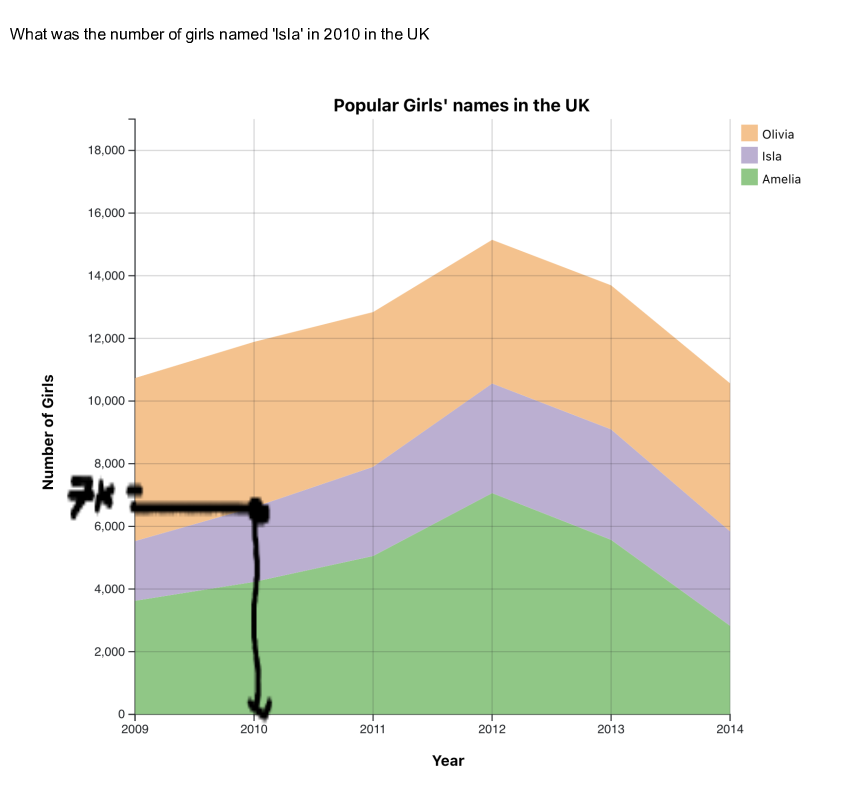 What was the number of girls named 'Isla' in 2010 in the UK
Popular Girls' names in the UK
Olivia
Isla
Amelia
Number of Girls
18,000
16,000
14,000
12,000
10,000
8,000
7k
6,000
4,000
2,000
0
2009 2010 2011 2012 2013 2014
Year